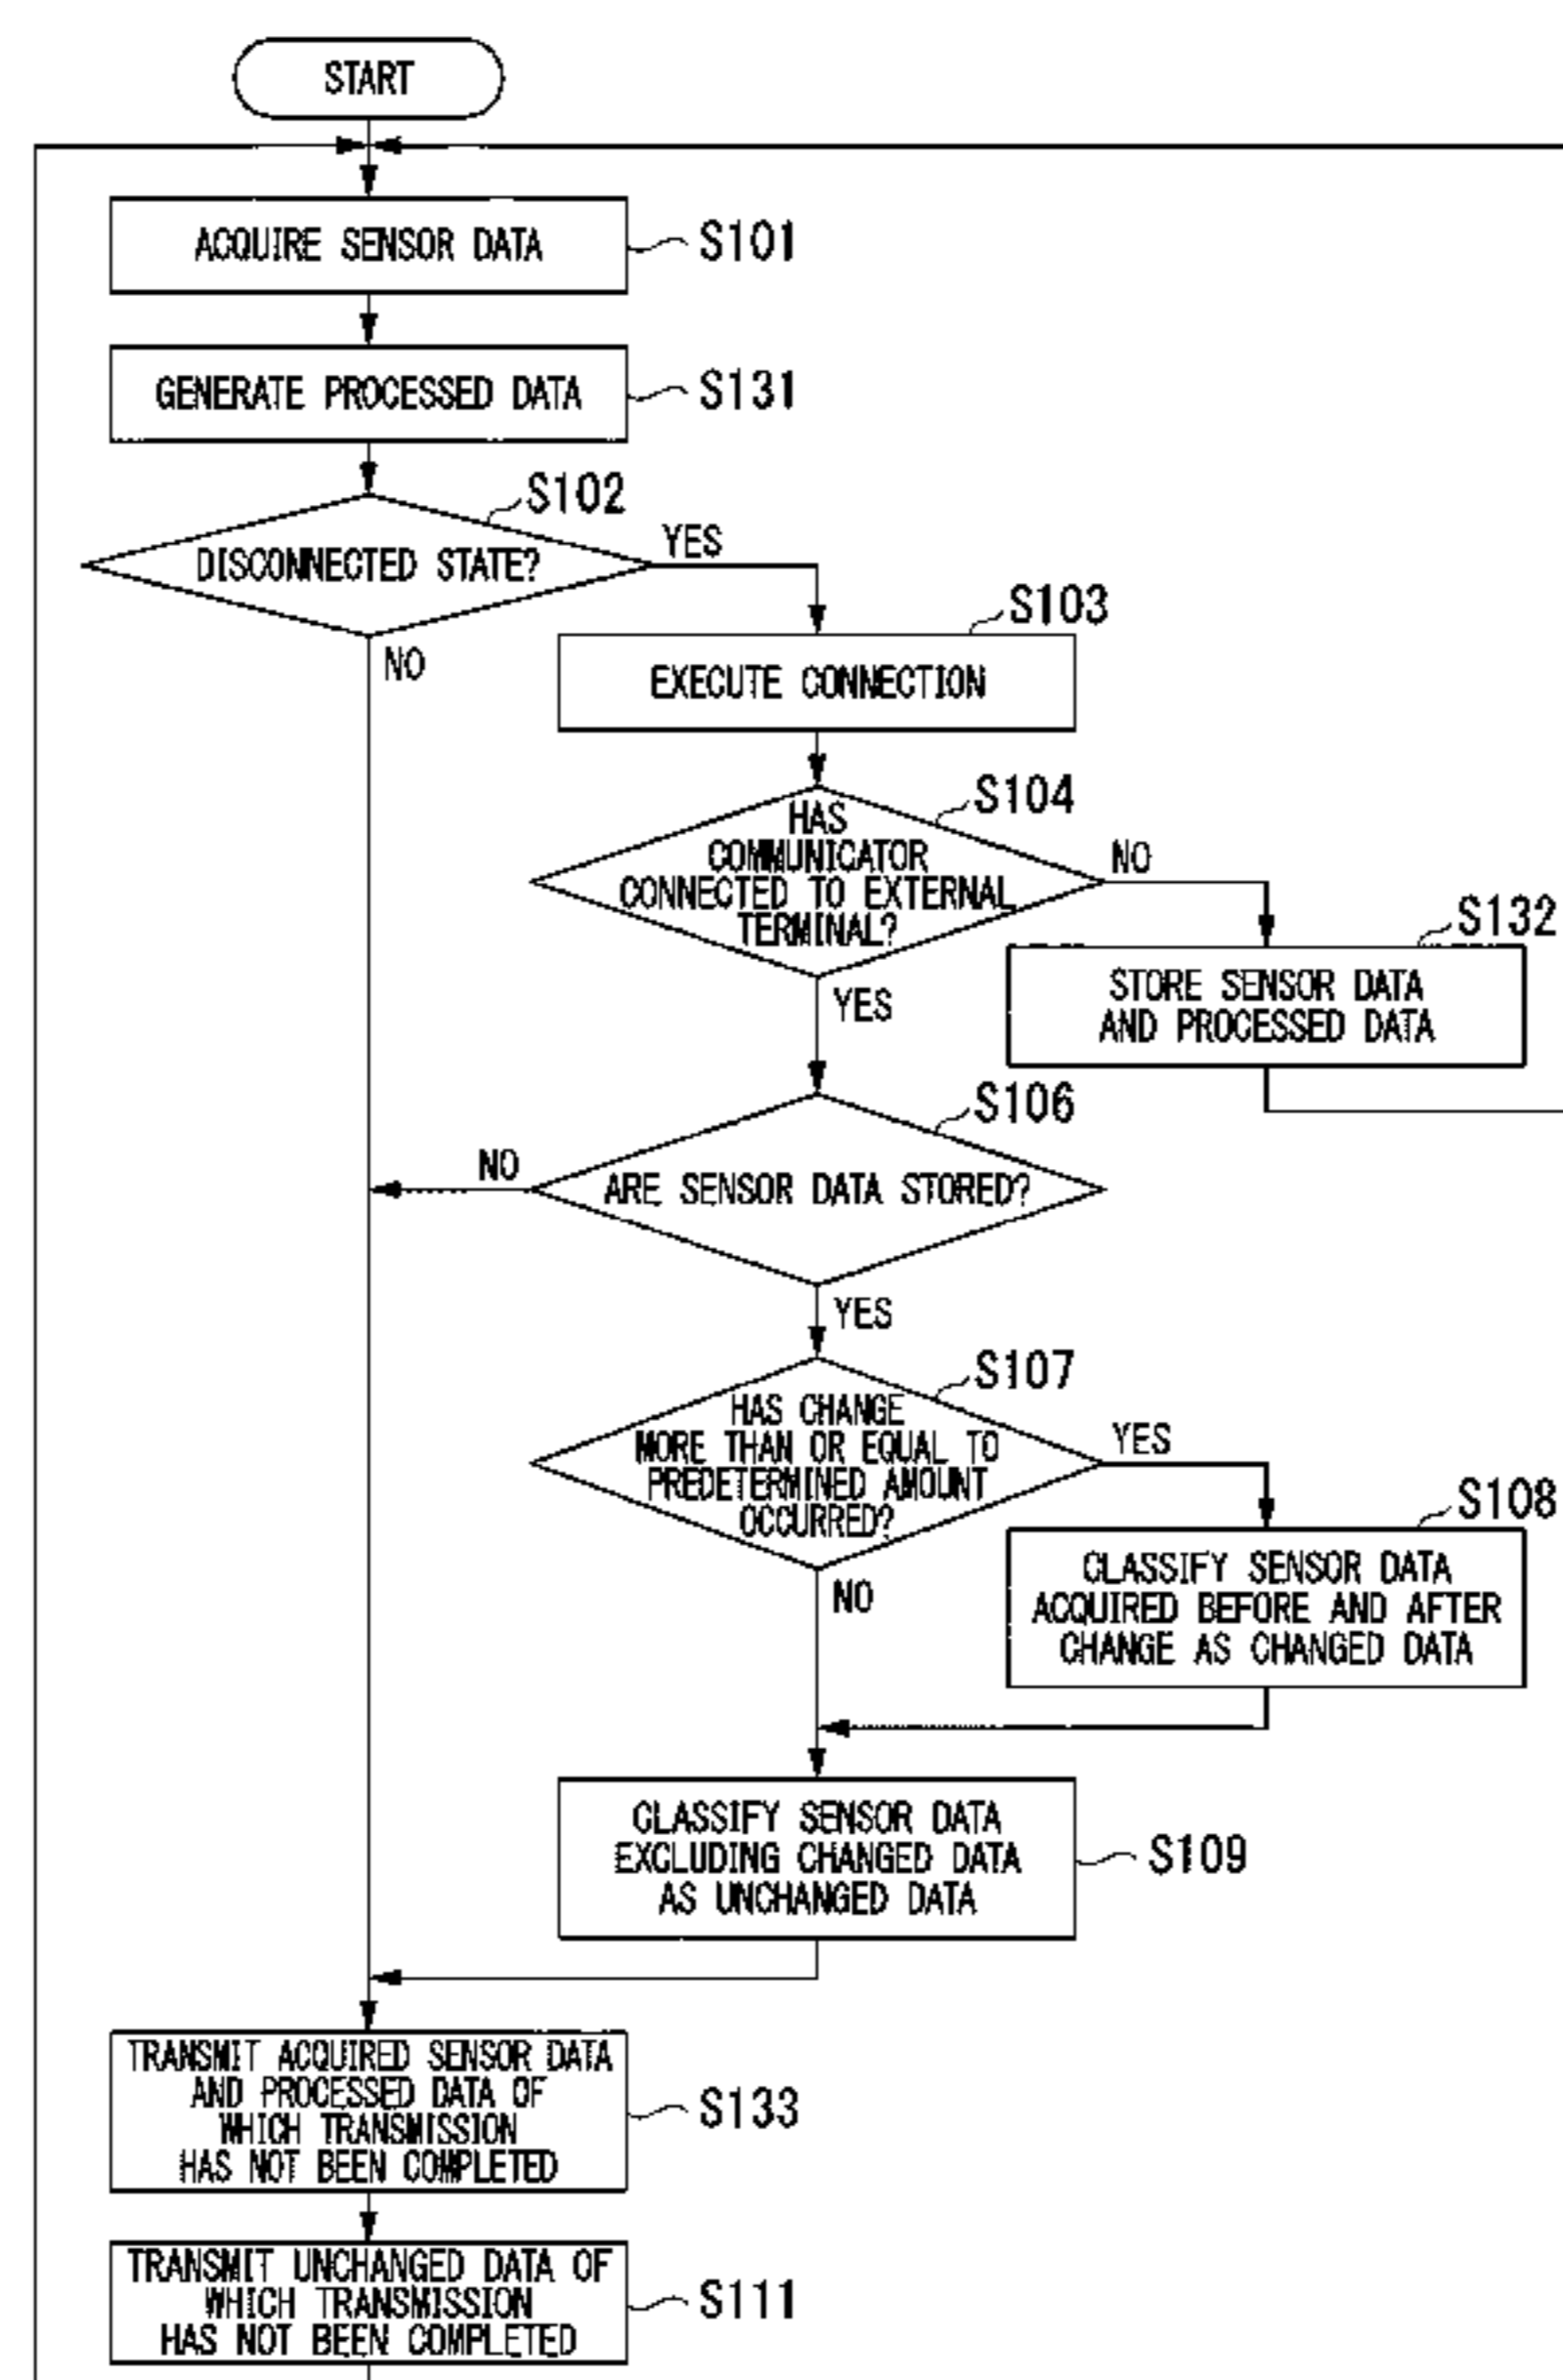 START
ACQUIRE SENSOR DATA
S101
GENERATE PROCESSED DATA
S131
S102
DISCONNECTED STATE?
YES
NO
S103
EXECUTE CONNECTION
S104
HAS
COMMUNICATOR
CONNECTED TO EXTERNAL
TERMINAL?
NO
YES
S132
STORE SENSOR DATA
AND PROCESSED DATA
S106
ARE SENSOR DATA STORED?
NO
YES
S107
HAS CHANGE
MORE THAN OR EQUAL TO
PREDETERMINED AMOUNT
OCCURRED?
YES
NO
S108
CLASSIFY SENSOR DATA
ACQUIRED BEFORE AND AFTER
CHANGE AS CHANGED DATA
CLASSIFY SENSOR DATA
EXCLUDING CHANGED DATA
AS UNCHANGED DATA
S109
TRANSMIT ACQUIRED SENSOR DATA
AND PROCESSED DATA OF
WHICH TRANSMISSION
HAS NOT BEEN COMPLETED
S133
TRANSMIT UNCHANGED DATA OF
WHICH TRANSMISSION
HAS NOT BEEN COMPLETED
S111